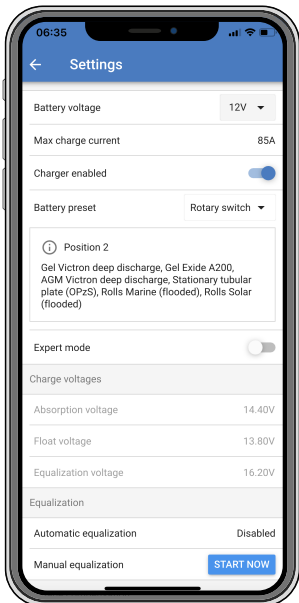 06:35
← Settings
Battery voltage 12V
Max charge current 85A
Charger enabled
Battery preset Rotary switch
Position 2
Gel Victron deep discharge, Gel Exide A200,
AGM Victron deep discharge, Stationary tubular
plate (OPzS), Rolls Marine (flooded), Rolls Solar
(flooded)
Expert mode
Charge voltages
Absorption voltage 14.40V
Float voltage 13.80V
Equalization voltage 16.20V
Equalization
Automatic equalization Disabled
Manual equalization START NOW